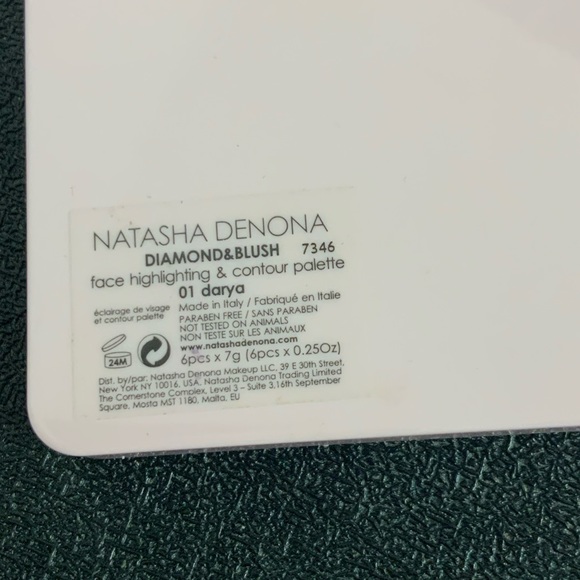 NATASHA DENONA
DIAMOND&BLUSH 7346
face highlighting & contour palette
01 darya
éclairage de visage
et contour palette
Made in Italy / Fabriqué en Italie
PARABEN FREE / SANS PARABEN
NOT TESTED ON ANIMALS
NON TESTE SUR LES ANIMAUX
www.natashadenona.com
24M
6pcs x 7g (6pcs x 0.25Oz)
Dist. by/par: Natasha Denona Makeup LLC, 39 E 30th Street,
New York NY 10016, USA. Natasha Denona Trading Limited
The Cornerstone Complex, Level 3 – Suite 3,16th September
Square, Mosta MST 1180, Malta, EU